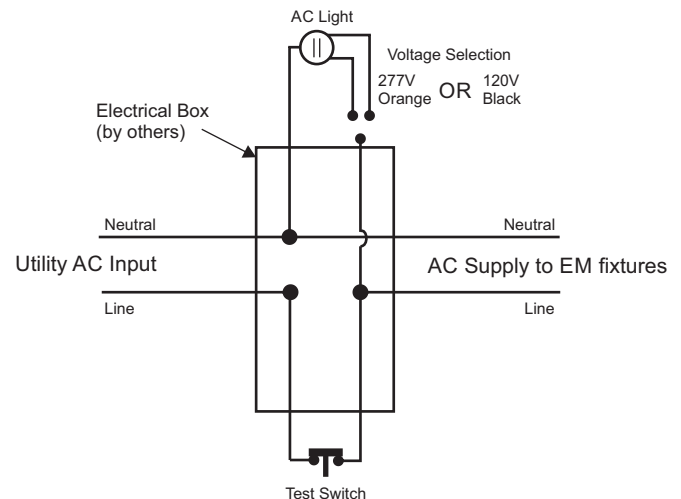 AC Light
Voltage Selection
277V
Orange
OR
120V
Black
Electrical Box
(by others)
Neutral
Neutral
Utility AC Input
AC Supply to EM fixtures
Line
Line
Test Switch